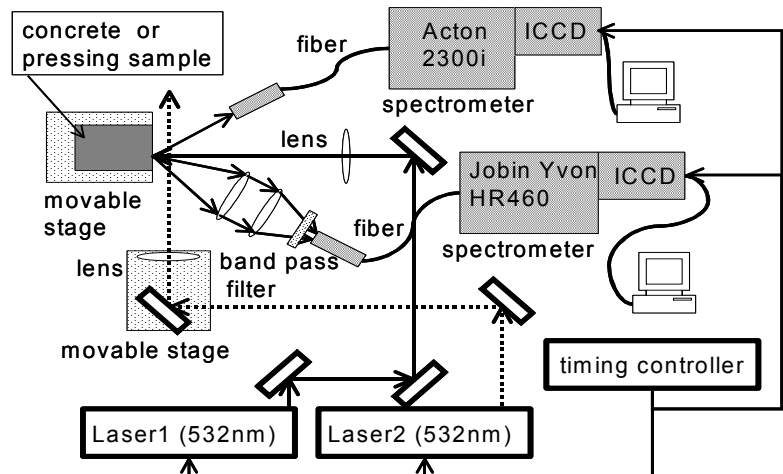 concrete or
pressing sample
fiber
Acton
2300i
ICCD
spectrometer
lens
movable
stage
Jobin Yvon
HR460
ICCD
fiber
spectrometer
lens
band pass
filter
movable stage
timing controller
Laser1 (532nm)
Laser2 (532nm)